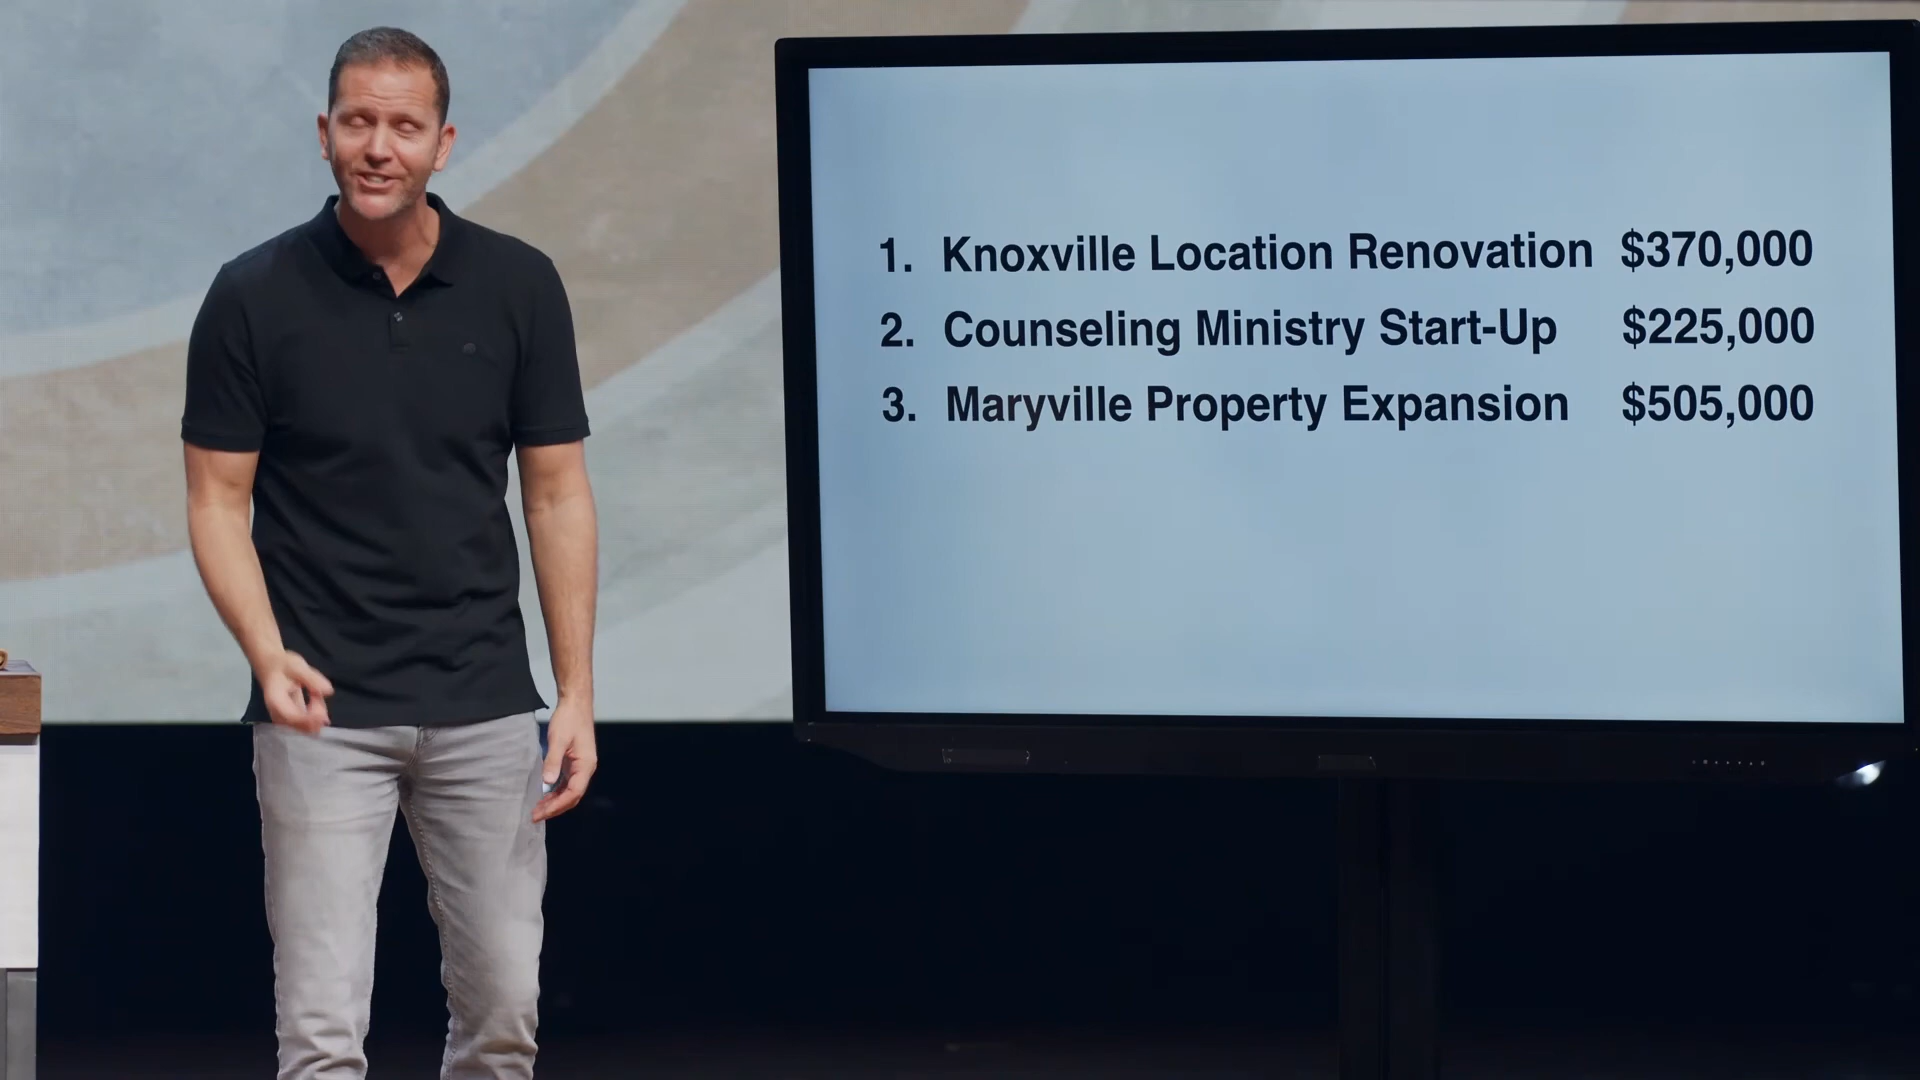 1. Knoxville Location Renovation $370,000
2. Counseling Ministry Start-Up $225,000
3. Maryville Property Expansion $505,000